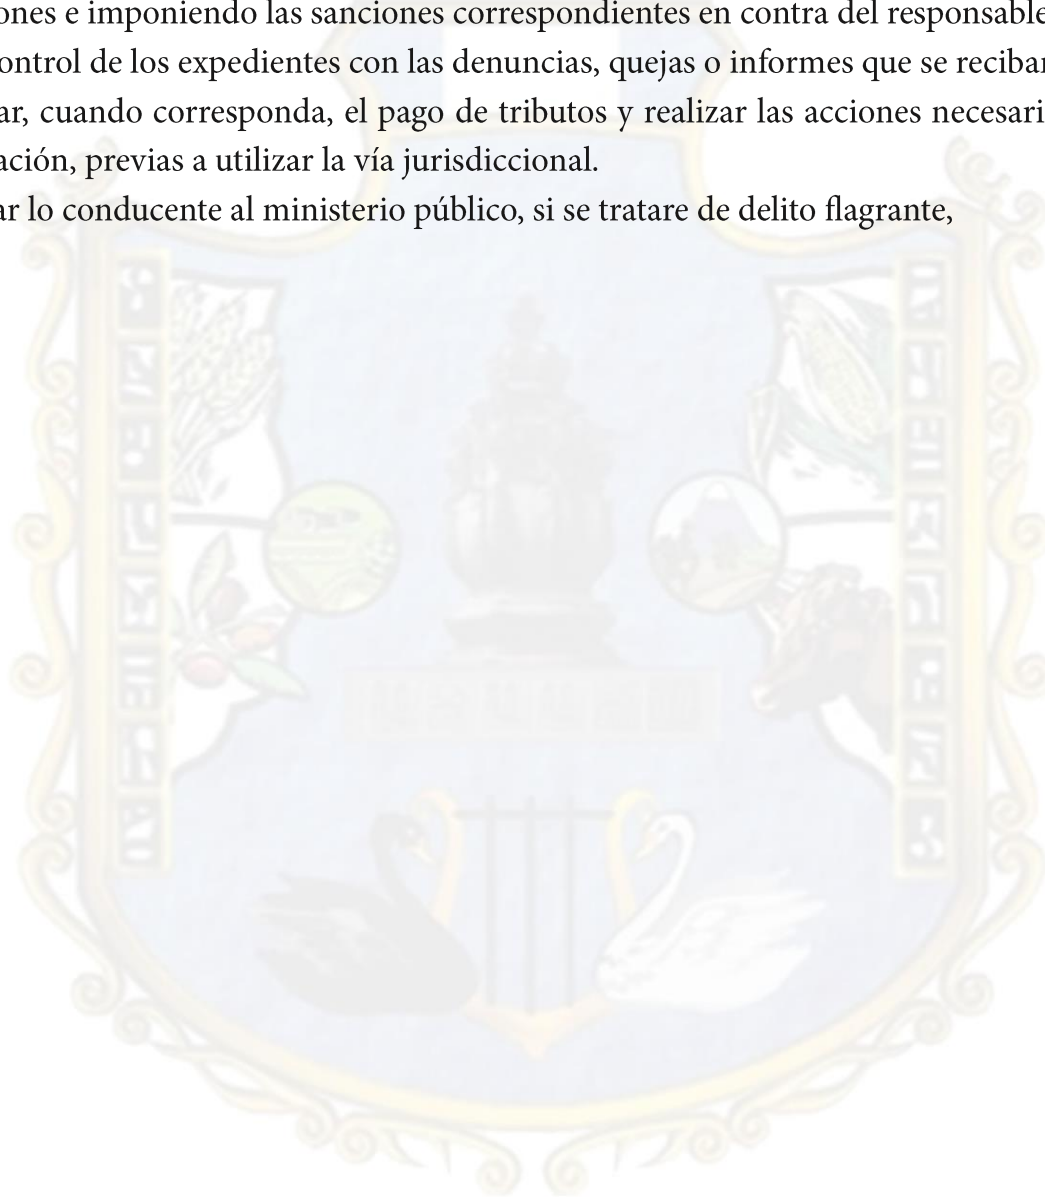 ones e imponiendo las sanciones correspondientes en contra del responsable
ontrol de los expedientes con las denuncias, quejas o informes que se reciban
ar, cuando corresponda, el pago de tributos y realizar las acciones necesari
ación, previas a utilizar la vía jurisdiccional.
ar lo conducente al ministerio público, si se tratare de delito flagrante,